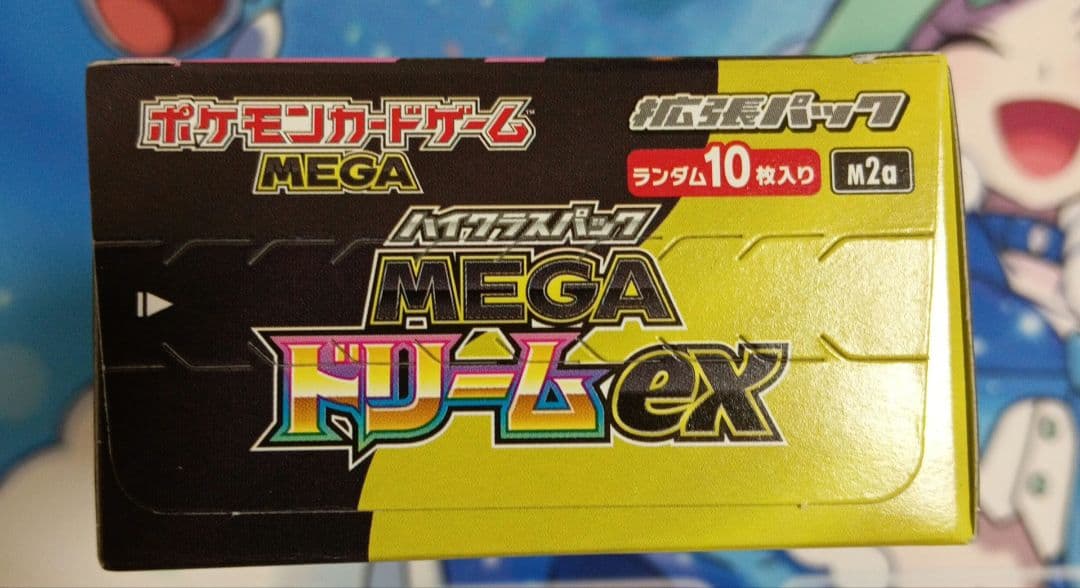 ポケモンカードゲーム™
MEGA
拡張パック
ランダム10枚入り M2a
ハイクラスパック
MEGA
ドリームex